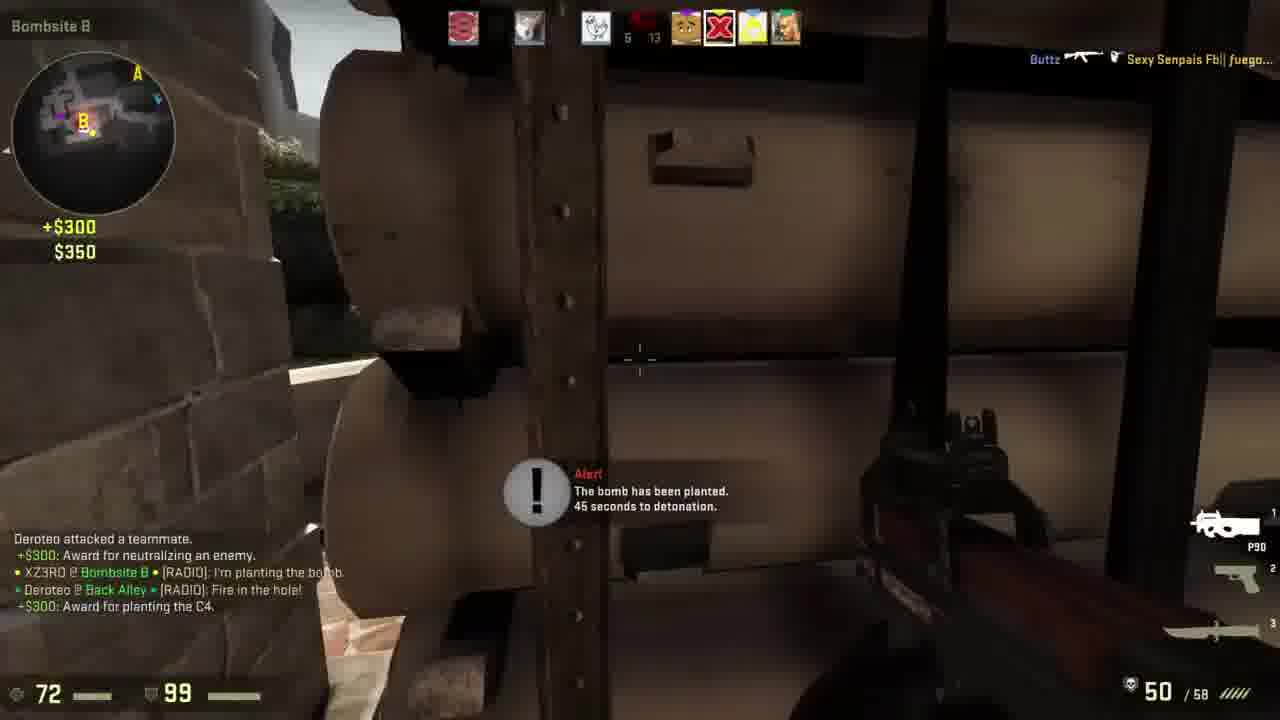 Bombsite B
A
B
+$300
$350
5 13
Buttz Sexy Senpais Fb|| fuego...
Alert
The bomb has been planted.
45 seconds to detonation.
Deroteo attacked a teammate.
+$300: Award for neutralizing an enemy.
• XZ3RO @ Bombsite B • [RADIO]: I'm planting the bomb.
• Deroteo @ Back Alley • [RADIO]: Fire in the hole!
+$300: Award for planting the C4.
1
P90
2
3
72 99
50 / 58